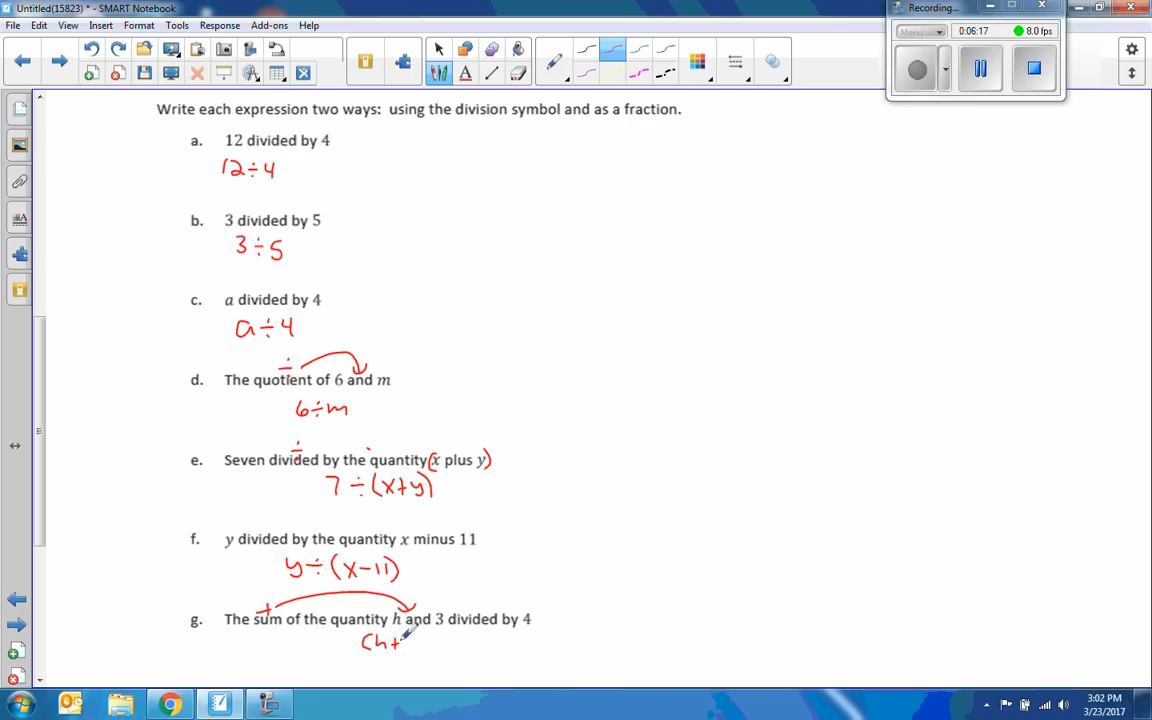 Untitled(15823) * - SMART Notebook
Recording...
File Edit View Insert Format Tools Response Add-ons Help
Menu 0:06:17 8.0 fps
Write each expression two ways: using the division symbol and as a fraction.
a. 12 divided by 4
12÷4
b. 3 divided by 5
3÷5
c. a divided by 4
a÷4
÷
d. The quotient of 6 and m
6÷m
÷
e. Seven divided by the quantity (x plus y)
7÷(x+y)
f. y divided by the quantity x minus 11
y÷(x-11)
+
g. The sum of the quantity h and 3 divided by 4
(h+
3:02 PM
3/23/2017